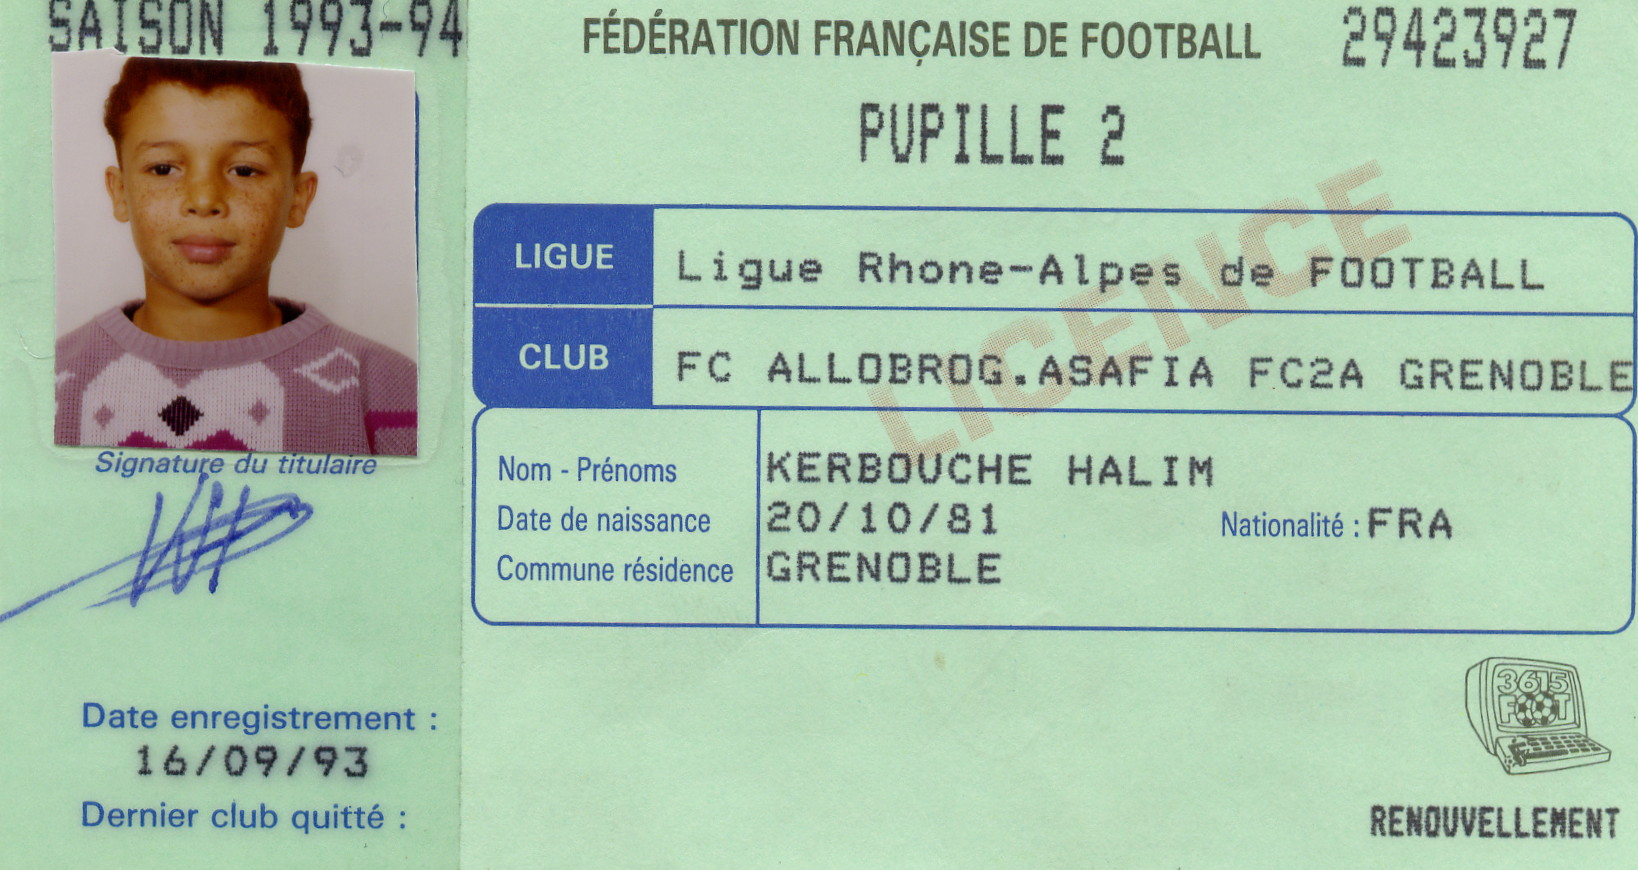 SAISON 1993-94
FÉDÉRATION FRANÇAISE DE FOOTBALL
29423927
PUPILLE 2
LICENCE
LIGUE
Ligue Rhone-Alpes de FOOTBALL
CLUB
FC ALLOBROG.ASAFIA FC2A GRENOBLE
Signature du titulaire
Nom - Prénoms
KERBOUCHE HALIM
Date de naissance
20/10/81
Nationalité : FRA
Commune résidence
GRENOBLE
Date enregistrement :
16/09/93
Dernier club quitté :
3615
FOOT
RENOUVELLEMENT